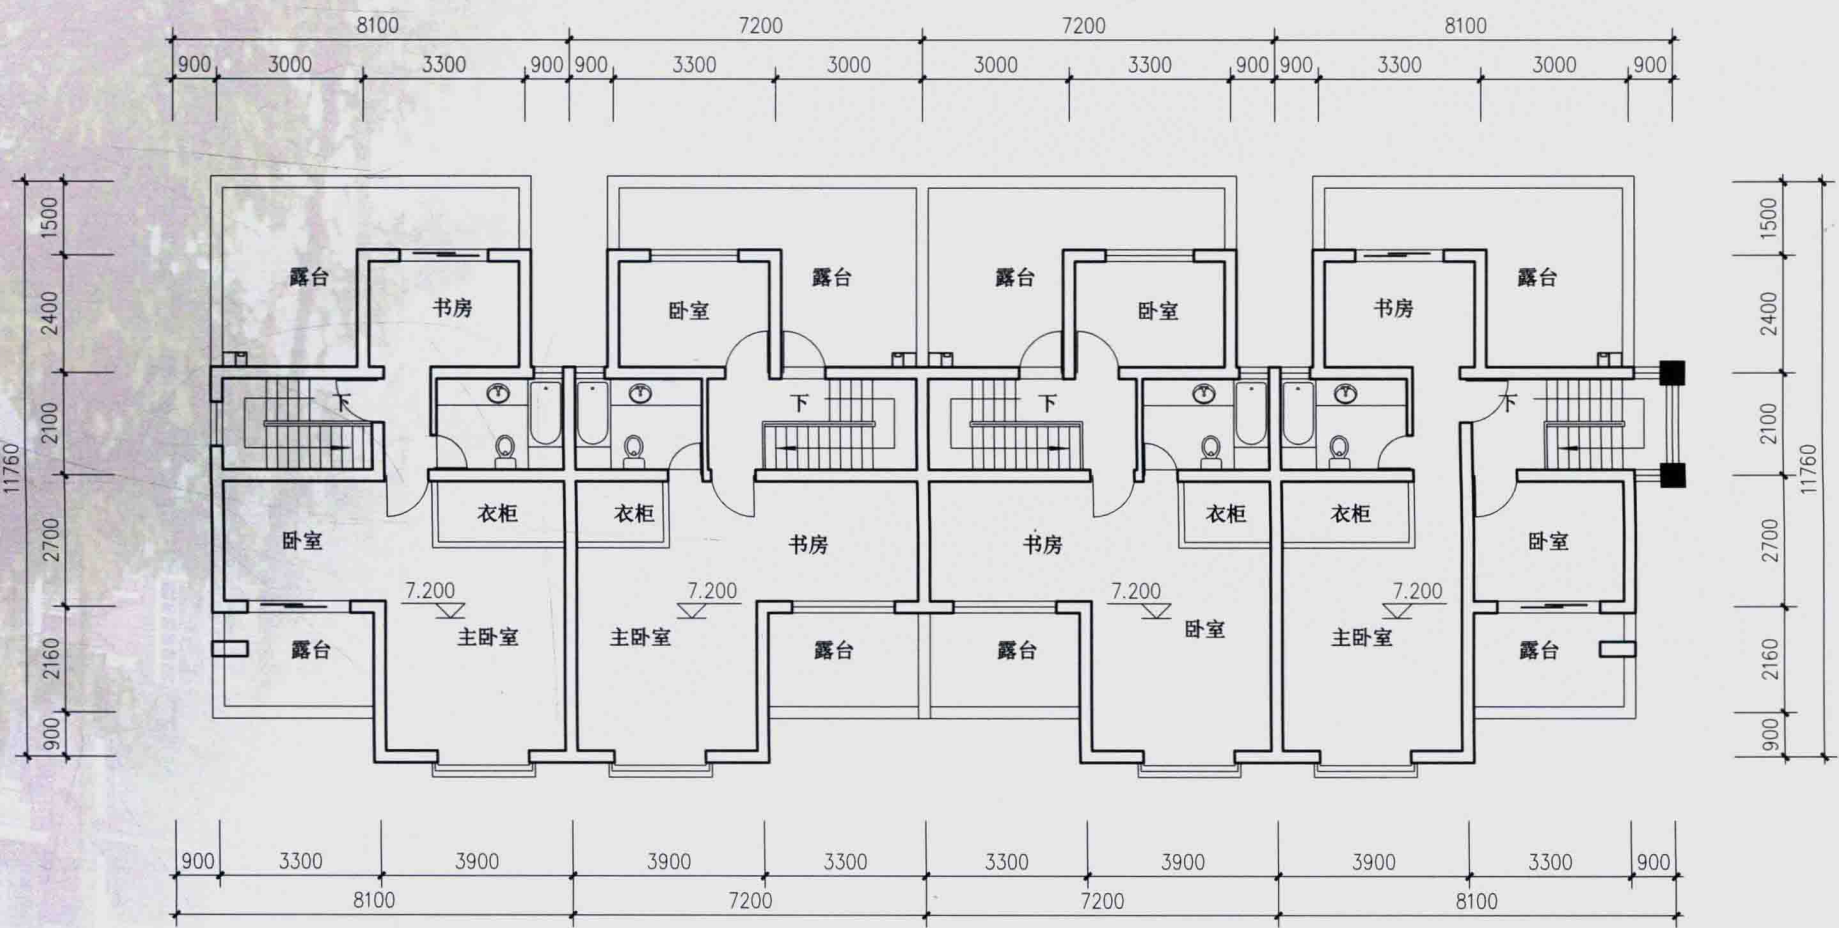 8100 7200 7200 8100
900 3000 3300 900 900 3300 3000 3000 3300 900 900 3300 3000 900
1500 1500
露台 露台 露台 露台
2400 书房 卧室 卧室 书房 2400
下 下 下 下
2100 2100
11760 11760
衣柜 衣柜 衣柜 衣柜
卧室 书房 书房 卧室
2700 2700
7.200 7.200 7.200 7.200
主卧室 主卧室 卧室 主卧室
2160 露台 露台 露台 露台 2160
900 900
900 3300 3900 3900 3300 3300 3900 3900 3300 900
8100 7200 7200 8100